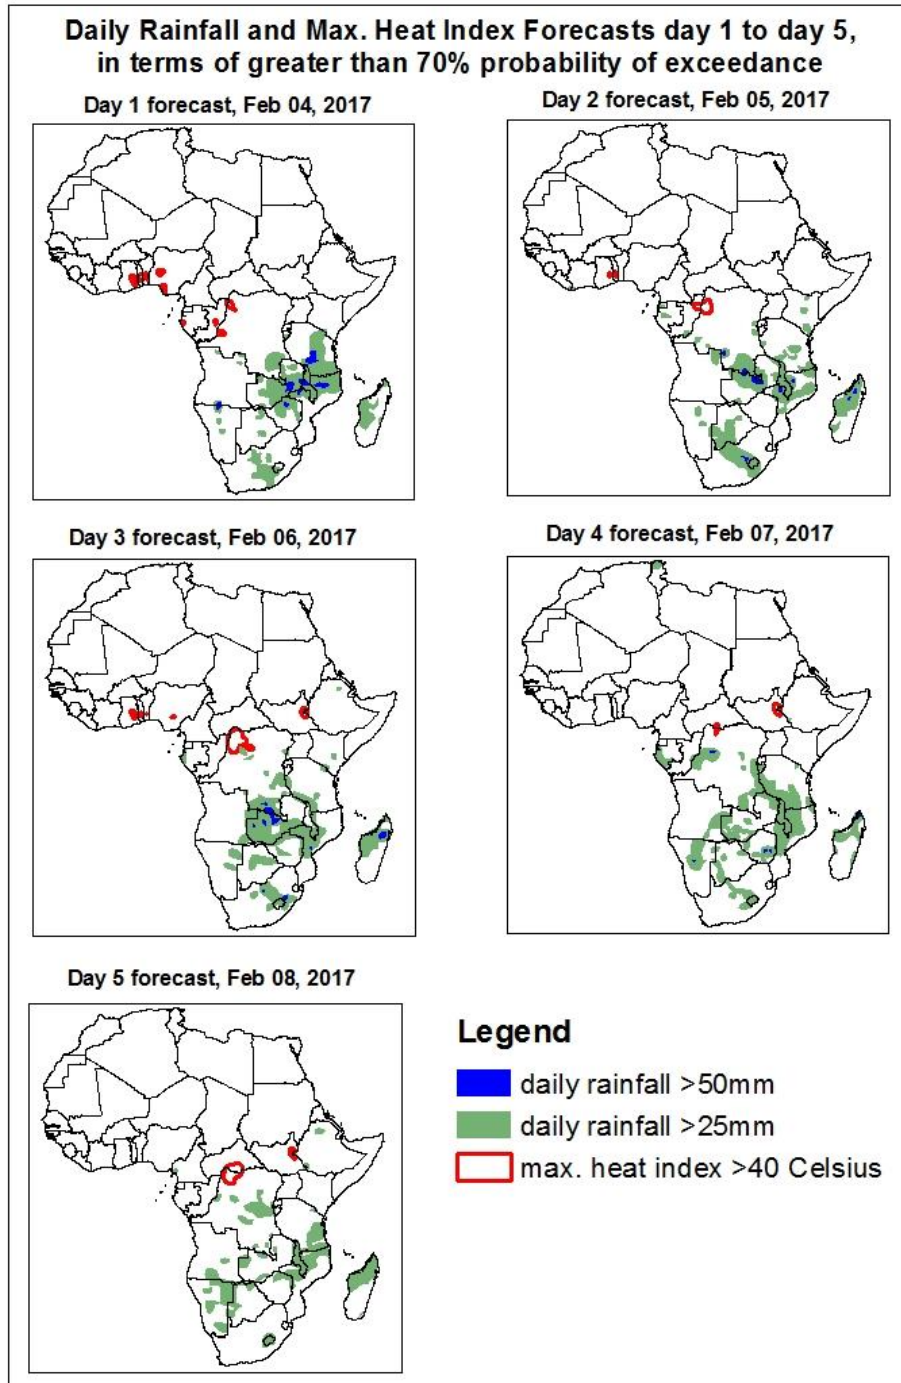 Daily Rainfall and Max. Heat Index Forecasts day 1 to day 5,
in terms of greater than 70% probability of exceedance
Day 1 forecast, Feb 04, 2017
Day 2 forecast, Feb 05, 2017
Day 3 forecast, Feb 06, 2017
Day 4 forecast, Feb 07, 2017
Day 5 forecast, Feb 08, 2017
Legend
daily rainfall >50mm
daily rainfall >25mm
max. heat index >40 Celsius